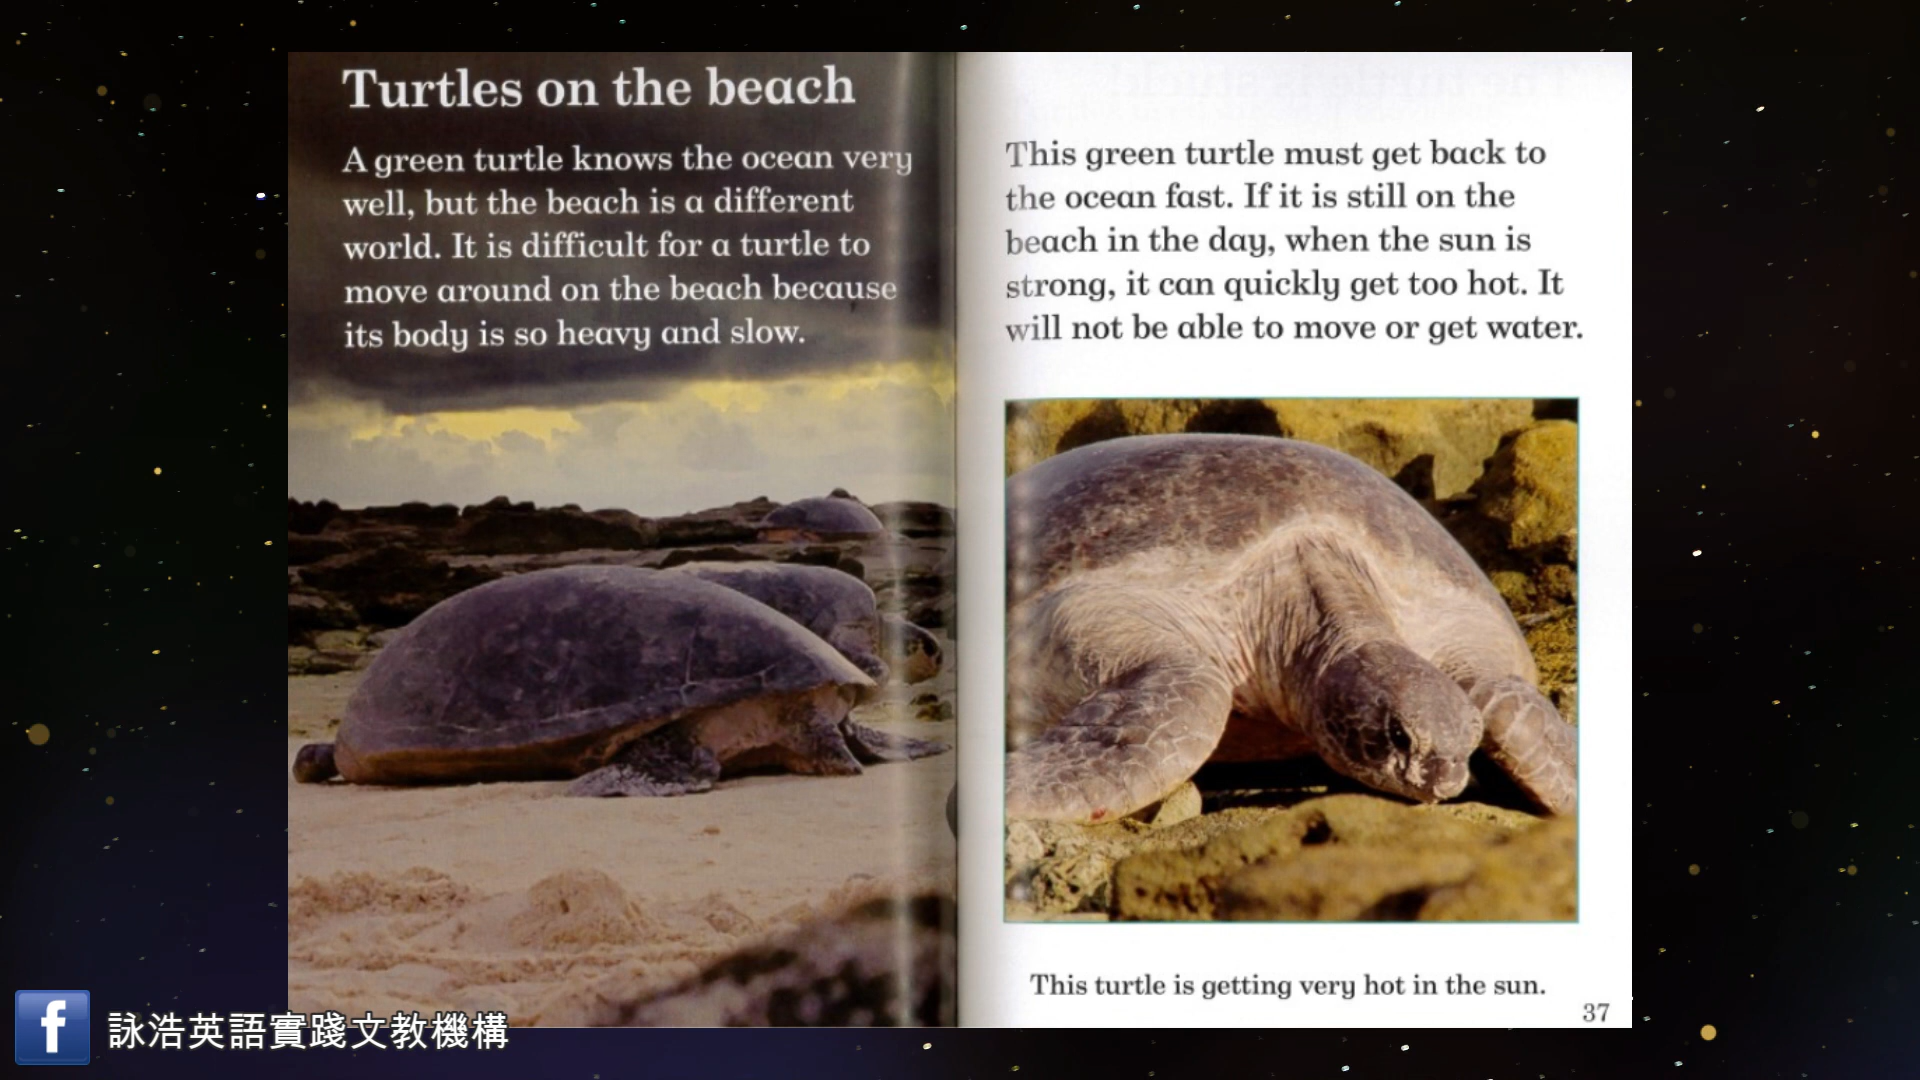 Turtles on the beach
A green turtle knows the ocean very
well, but the beach is a different
world. It is difficult for a turtle to
move around on the beach because
its body is so heavy and slow.
This green turtle must get back to
the ocean fast. If it is still on the
beach in the day, when the sun is
strong, it can quickly get too hot. It
will not be able to move or get water.
This turtle is getting very hot in the sun.
37
f
詠浩英語實踐文教機構